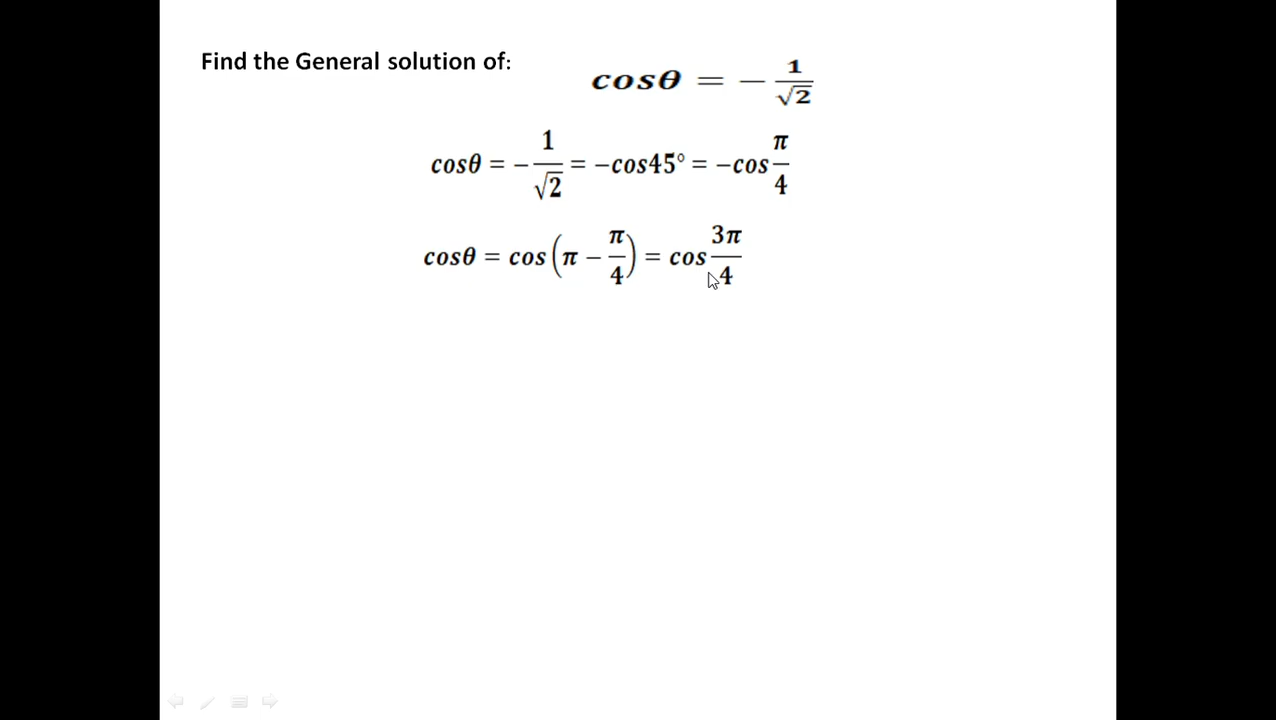 Find the General solution of:
cosθ = − 1/√2
cosθ = − 1/√2 = −cos45° = −cos π/4
cosθ = cos(π − π/4) = cos 3π/4